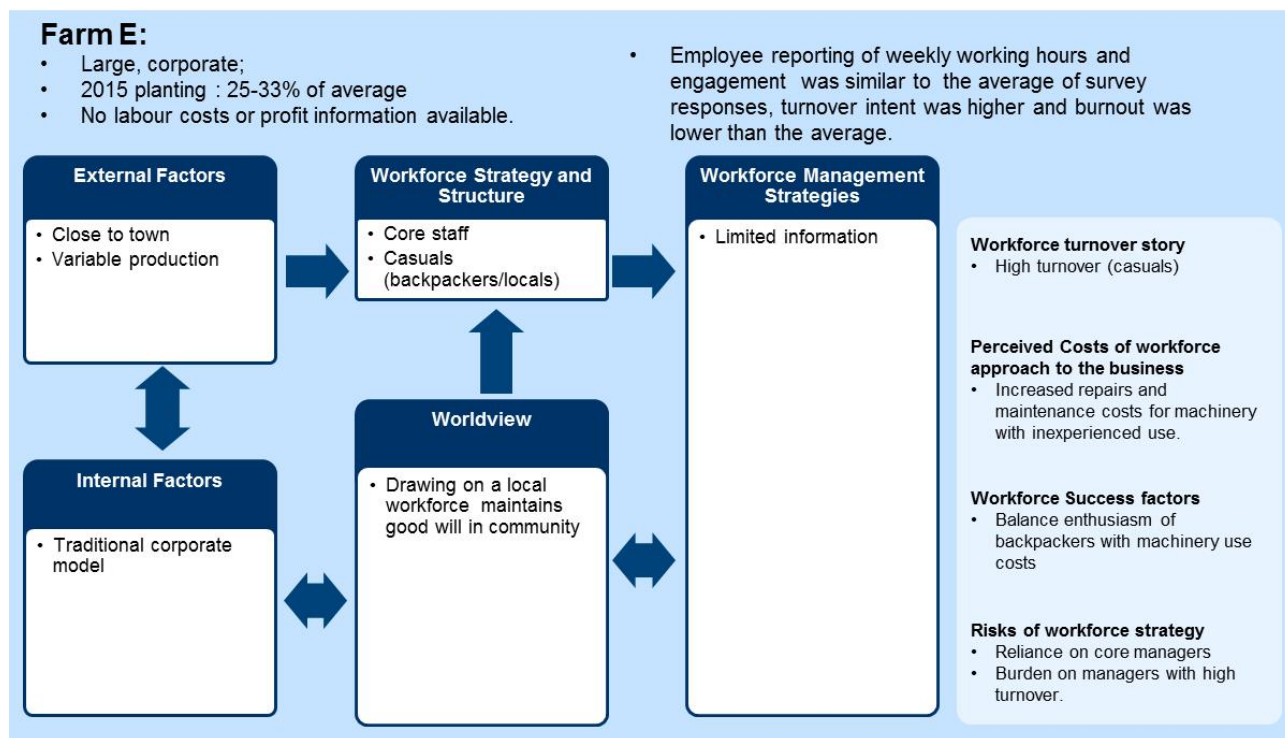 Farm E:
• Large, corporate;
• 2015 planting : 25-33% of average
• No labour costs or profit information available.
• Employee reporting of weekly working hours and
engagement was similar to the average of survey
responses, turnover intent was higher and burnout was
lower than the average.
External Factors
• Close to town
• Variable production
Workforce Strategy and
Structure
• Core staff
• Casuals
(backpackers/locals)
Workforce Management
Strategies
• Limited information
Internal Factors
• Traditional corporate
model
Worldview
• Drawing on a local
workforce maintains
good will in community
Workforce turnover story
• High turnover (casuals)
Perceived Costs of workforce
approach to the business
• Increased repairs and
maintenance costs for machinery
with inexperienced use.
Workforce Success factors
• Balance enthusiasm of
backpackers with machinery use
costs
Risks of workforce strategy
• Reliance on core managers
• Burden on managers with high
turnover.